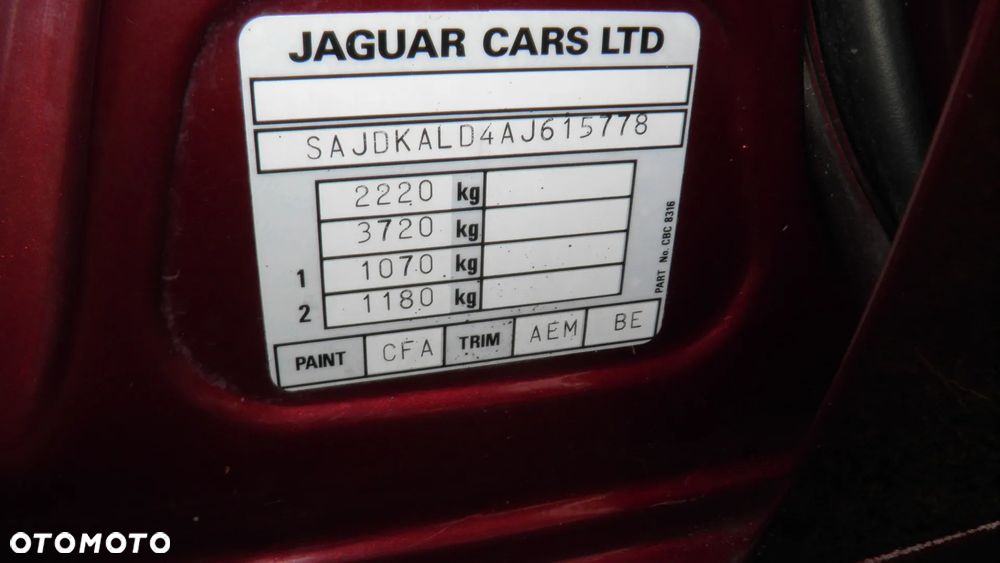 JAGUAR CARS LTD
SAJDKALD4AJ615778
2220 kg
3720 kg
1 1070 kg
2 1180 kg
PART No. CBC 8316
PAINT CFA TRIM AEM BE
OTOMOTO